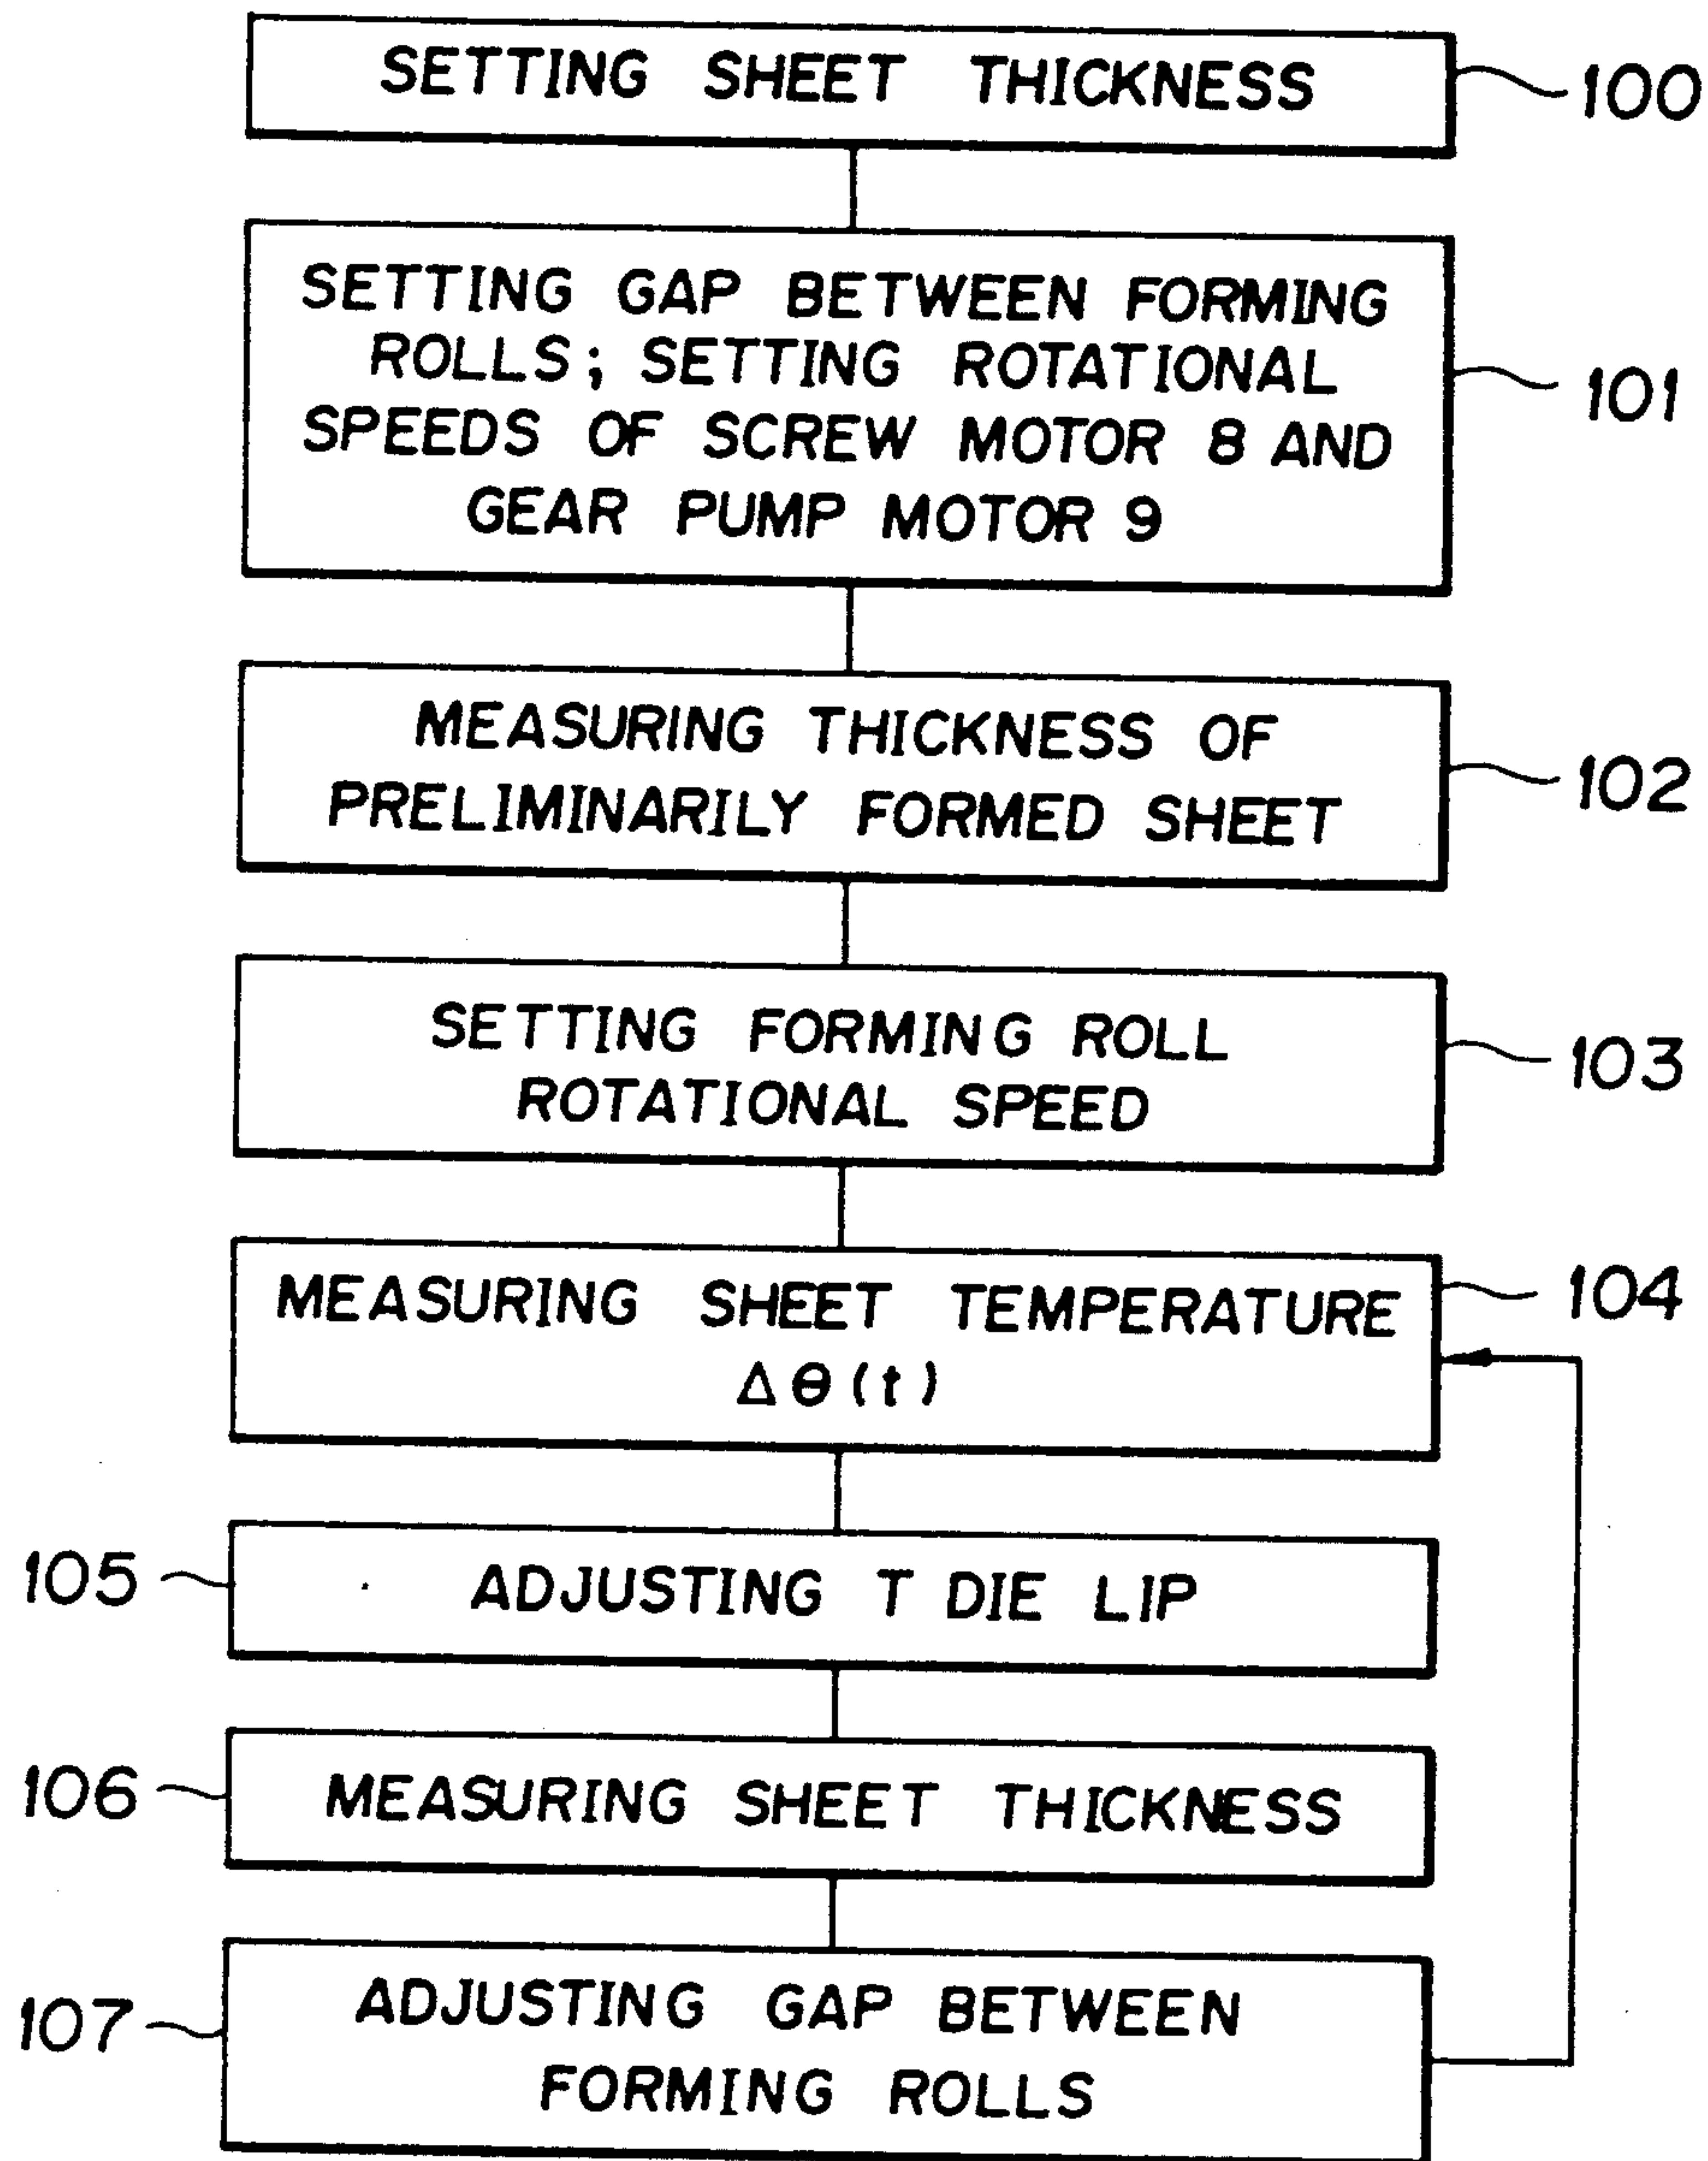 SETTING SHEET THICKNESS
100
SETTING GAP BETWEEN FORMING
ROLLS; SETTING ROTATIONAL
SPEEDS OF SCREW MOTOR 8 AND
GEAR PUMP MOTOR 9
101
MEASURING THICKNESS OF
PRELIMINARILY FORMED SHEET
102
SETTING FORMING ROLL
ROTATIONAL SPEED
103
MEASURING SHEET TEMPERATURE
Δθ(t)
104
105
ADJUSTING T DIE LIP
106
MEASURING SHEET THICKNESS
107
ADJUSTING GAP BETWEEN
FORMING ROLLS